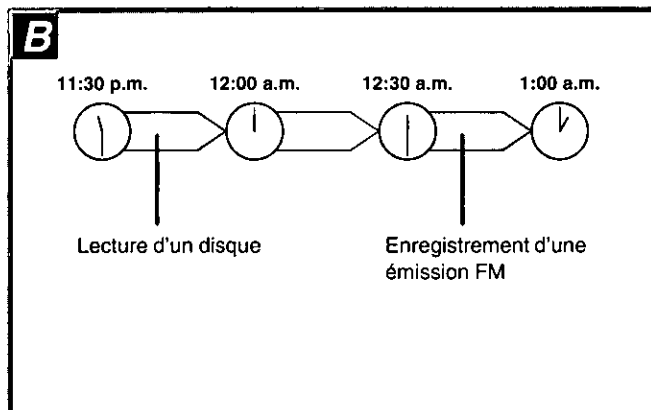 B
11:30 p.m. 12:00 a.m. 12:30 a.m. 1:00 a.m.
Lecture d'un disque
Enregistrement d'une
émission FM